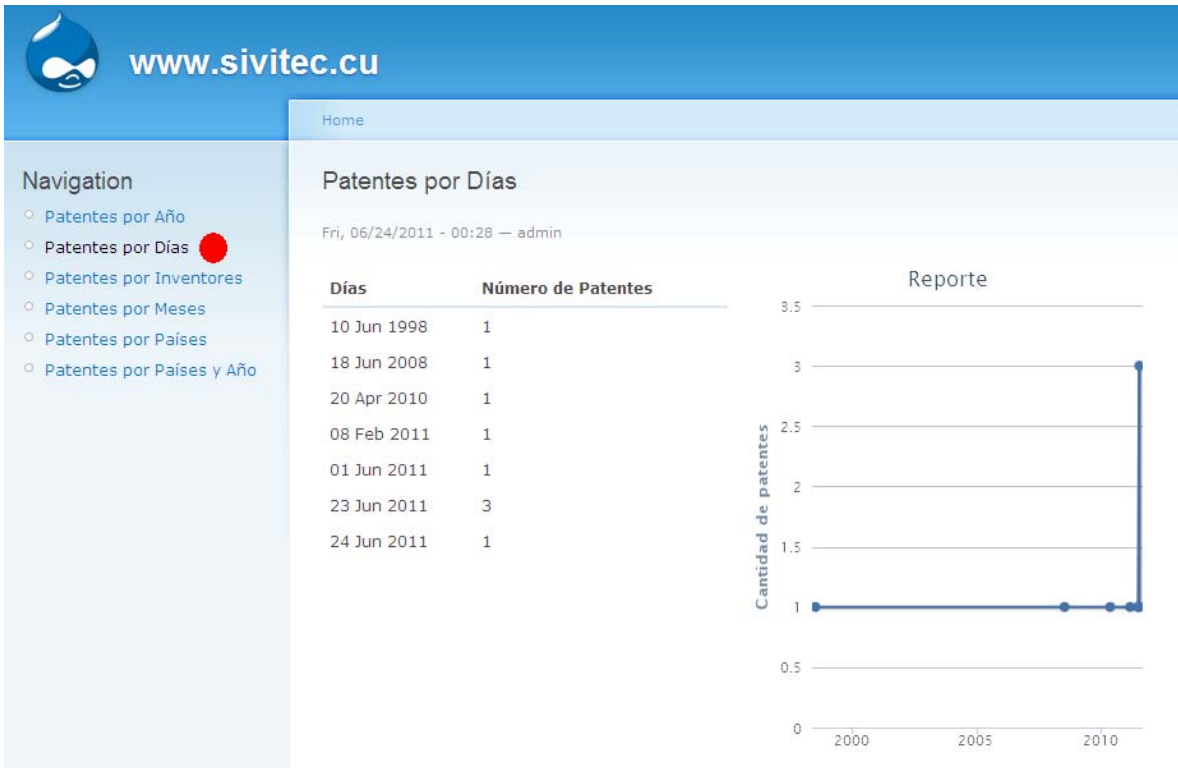 www.sivitec.cu
Home
Navigation
Patentes por Año
Patentes por Días
Patentes por Inventores
Patentes por Meses
Patentes por Países
Patentes por Países y Año
Patentes por Días
Fri, 06/24/2011 - 00:28 — admin
Días Número de Patentes
10 Jun 1998 1
18 Jun 2008 1
20 Apr 2010 1
08 Feb 2011 1
01 Jun 2011 1
23 Jun 2011 3
24 Jun 2011 1
Reporte
Cantidad de patentes
3.5
3
2.5
2
1.5
1
0.5
0
2000 2005 2010